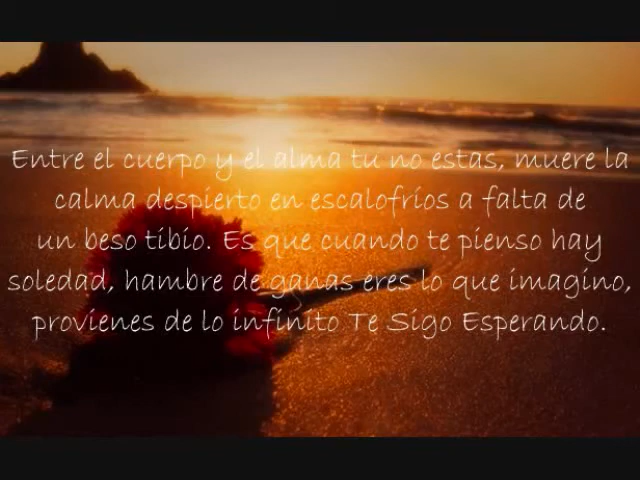 Entre el cuerpo y el alma tu no estas, muere la
calma despierto en escalofríos a falta de
un beso tibio. Es que cuando te pienso hay
soledad, hambre de ganas eres lo que imagino,
provienes de lo infinito Te Sigo Esperando.